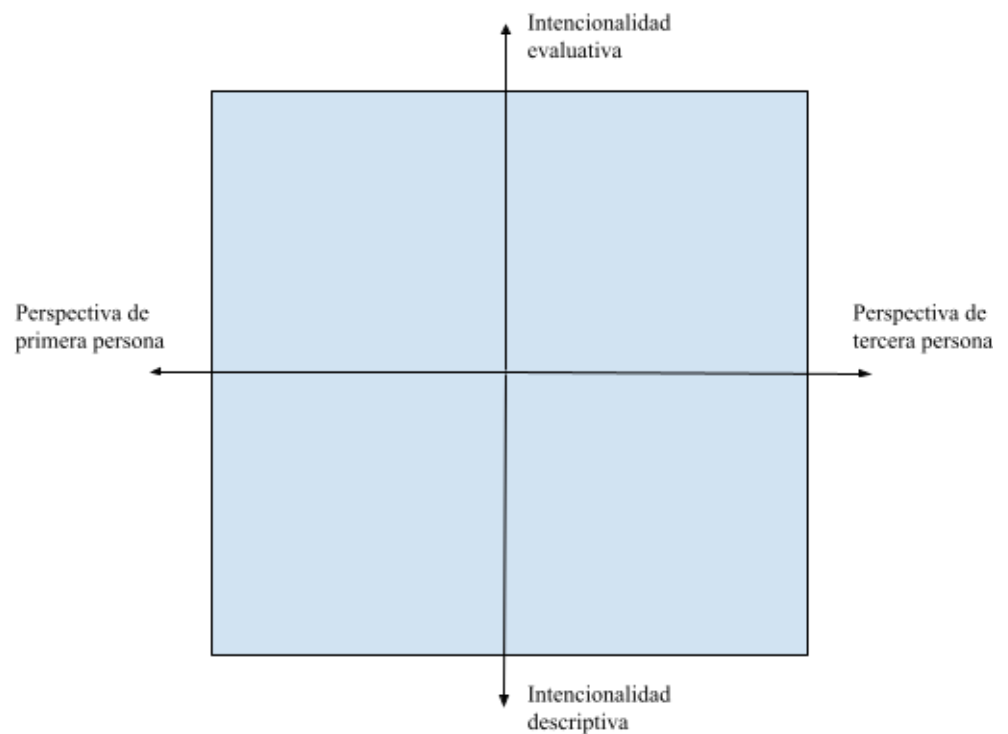 Intencionalidad
evaluativa
Perspectiva de
primera persona
Perspectiva de
tercera persona
Intencionalidad
descriptiva